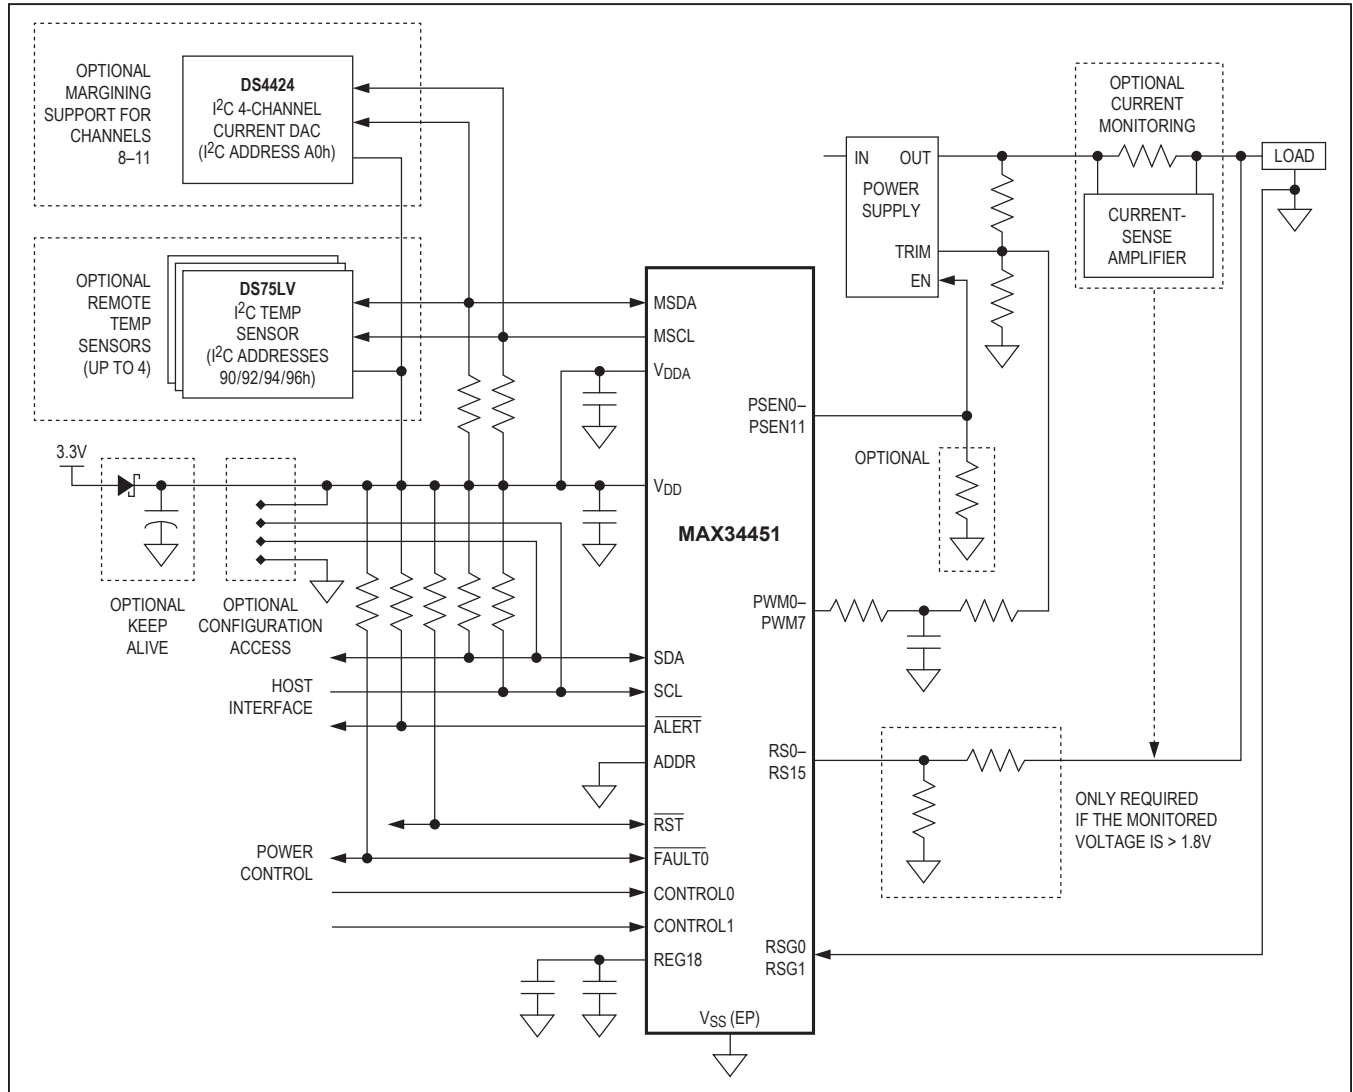 OPTIONAL
MARGINING
SUPPORT FOR
CHANNELS
8–11
DS4424
I2C 4-CHANNEL
CURRENT DAC
(I2C ADDRESS A0h)
OPTIONAL
REMOTE
TEMP
SENSORS
(UP TO 4)
DS75LV
I2C TEMP
SENSOR
(I2C ADDRESSES
90/92/94/96h)
3.3V
OPTIONAL
KEEP
ALIVE
OPTIONAL
CONFIGURATION
ACCESS
HOST
INTERFACE
POWER
CONTROL
MSDA
MSCL
VDDA
VDD
SDA
SCL
ALERT
ADDR
RST
FAULT0
CONTROL0
CONTROL1
REG18
MAX34451
VSS (EP)
PSEN0–
PSEN11
PWM0–
PWM7
RS0–
RS15
RSG0
RSG1
IN
OUT
POWER
SUPPLY
TRIM
EN
OPTIONAL
OPTIONAL
CURRENT
MONITORING
CURRENT-
SENSE
AMPLIFIER
LOAD
ONLY REQUIRED
IF THE MONITORED
VOLTAGE IS > 1.8V